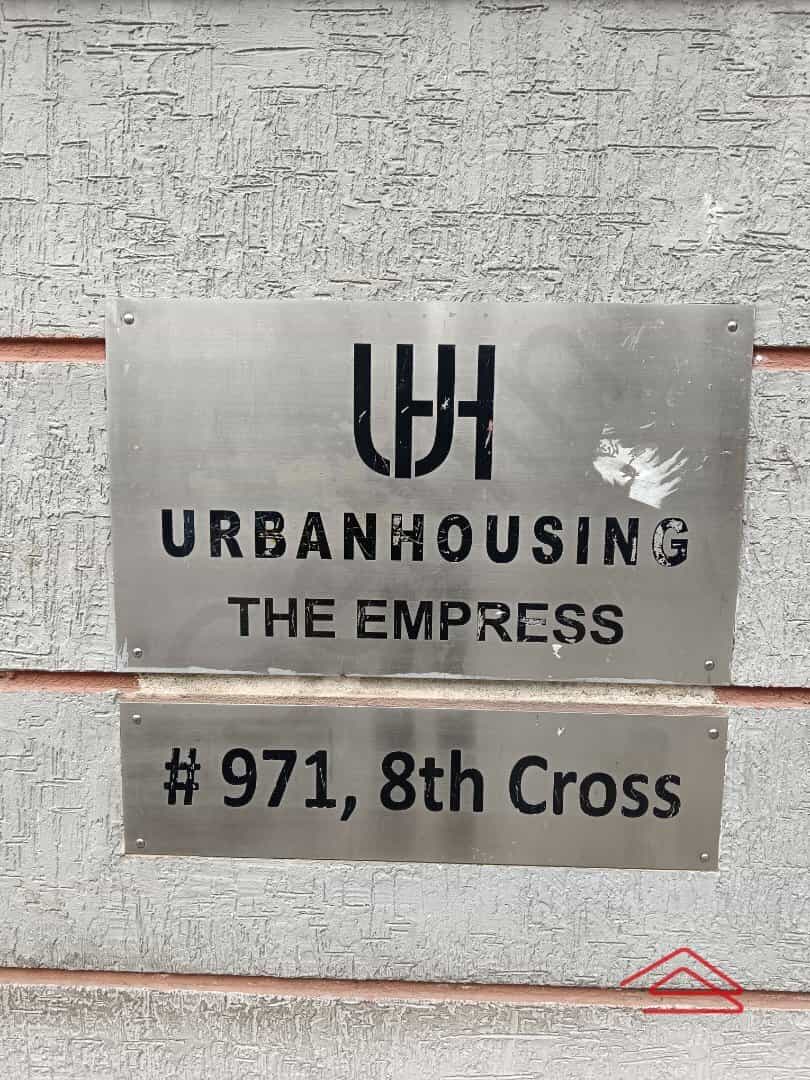 UH
URBANHOUSING
THE EMPRESS
# 971, 8th Cross